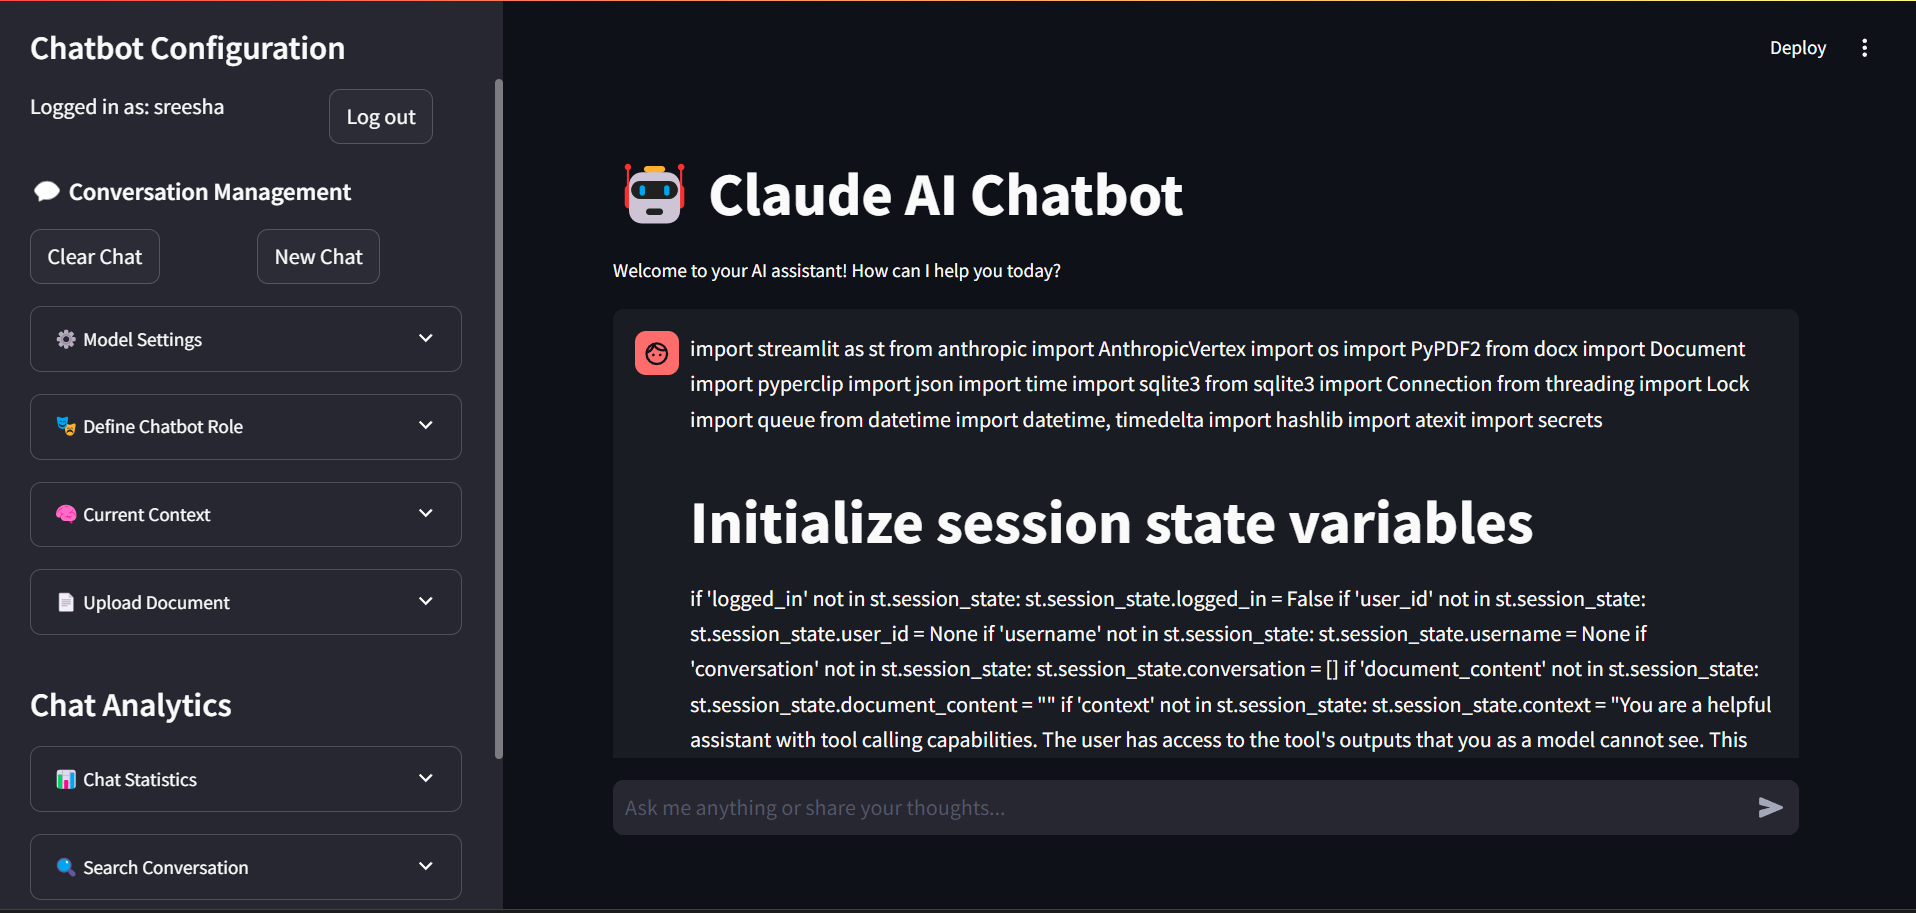 Chatbot Configuration
Logged in as: sreesha
Log out
Conversation Management
Clear Chat
New Chat
Model Settings
Define Chatbot Role
Current Context
Upload Document
Chat Analytics
Chat Statistics
Search Conversation
Deploy
Claude AI Chatbot
Welcome to your AI assistant! How can I help you today?
import streamlit as st from anthropic import AnthropicVertex import os import PyPDF2 from docx import Document
import pyperclip import json import time import sqlite3 from sqlite3 import Connection from threading import Lock
import queue from datetime import datetime, timedelta import hashlib import atexit import secrets
Initialize session state variables
if 'logged_in' not in st.session_state: st.session_state.logged_in = False if 'user_id' not in st.session_state:
st.session_state.user_id = None if 'username' not in st.session_state: st.session_state.username = None if
'conversation' not in st.session_state: st.session_state.conversation = [] if 'document_content' not in st.session_state:
st.session_state.document_content = "" if 'context' not in st.session_state: st.session_state.context = "You are a helpful
assistant with tool calling capabilities. The user has access to the tool's outputs that you as a model cannot see. This
Ask me anything or share your thoughts...